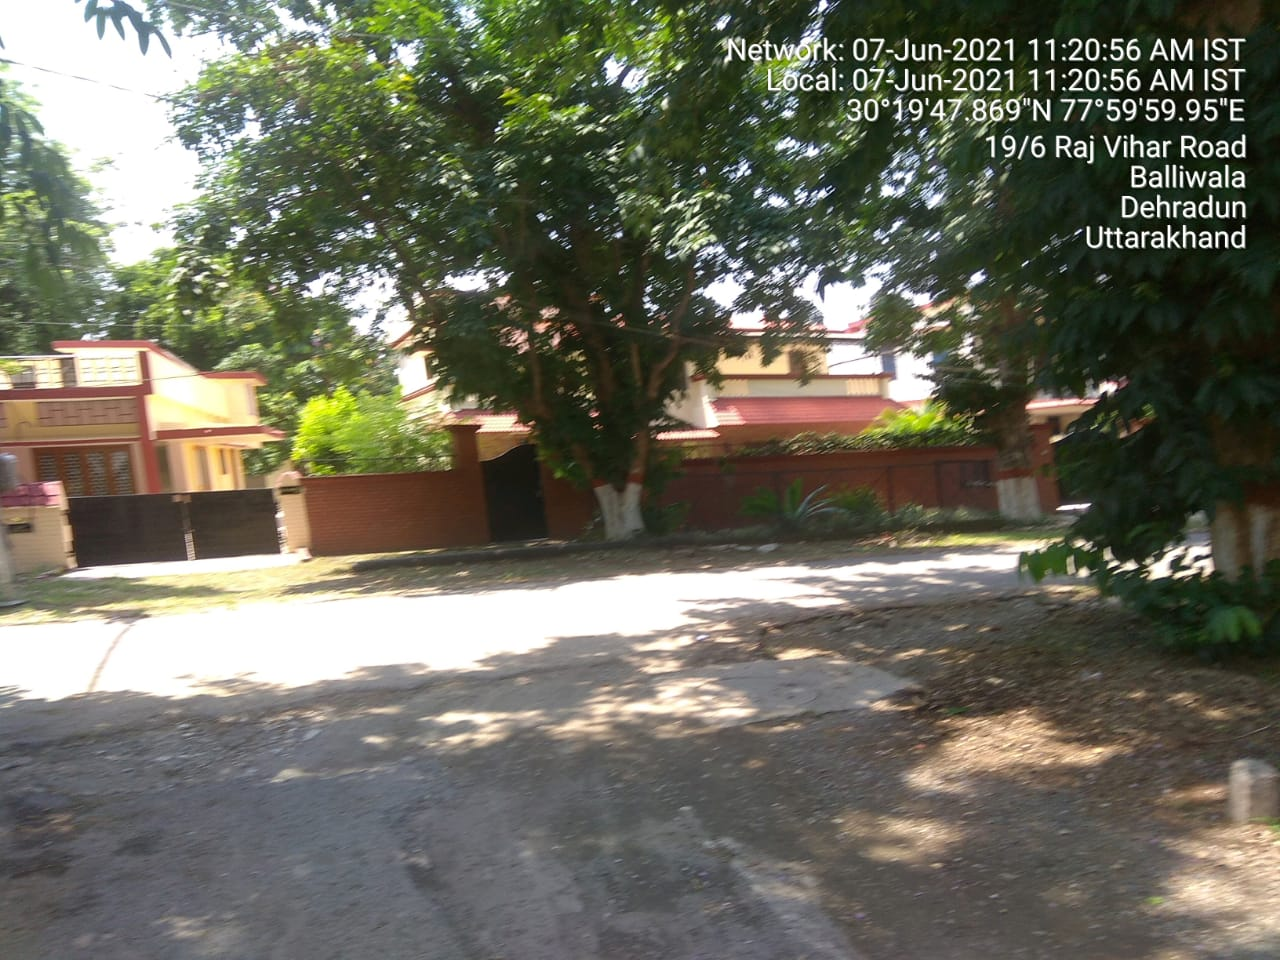 Network: 07-Jun-2021 11:20:56 AM IST
Local: 07-Jun-2021 11:20:56 AM IST
30°19'47.869"N 77°59'59.95"E
19/6 Raj Vihar Road
Balliwala
Dehradun
Uttarakhand